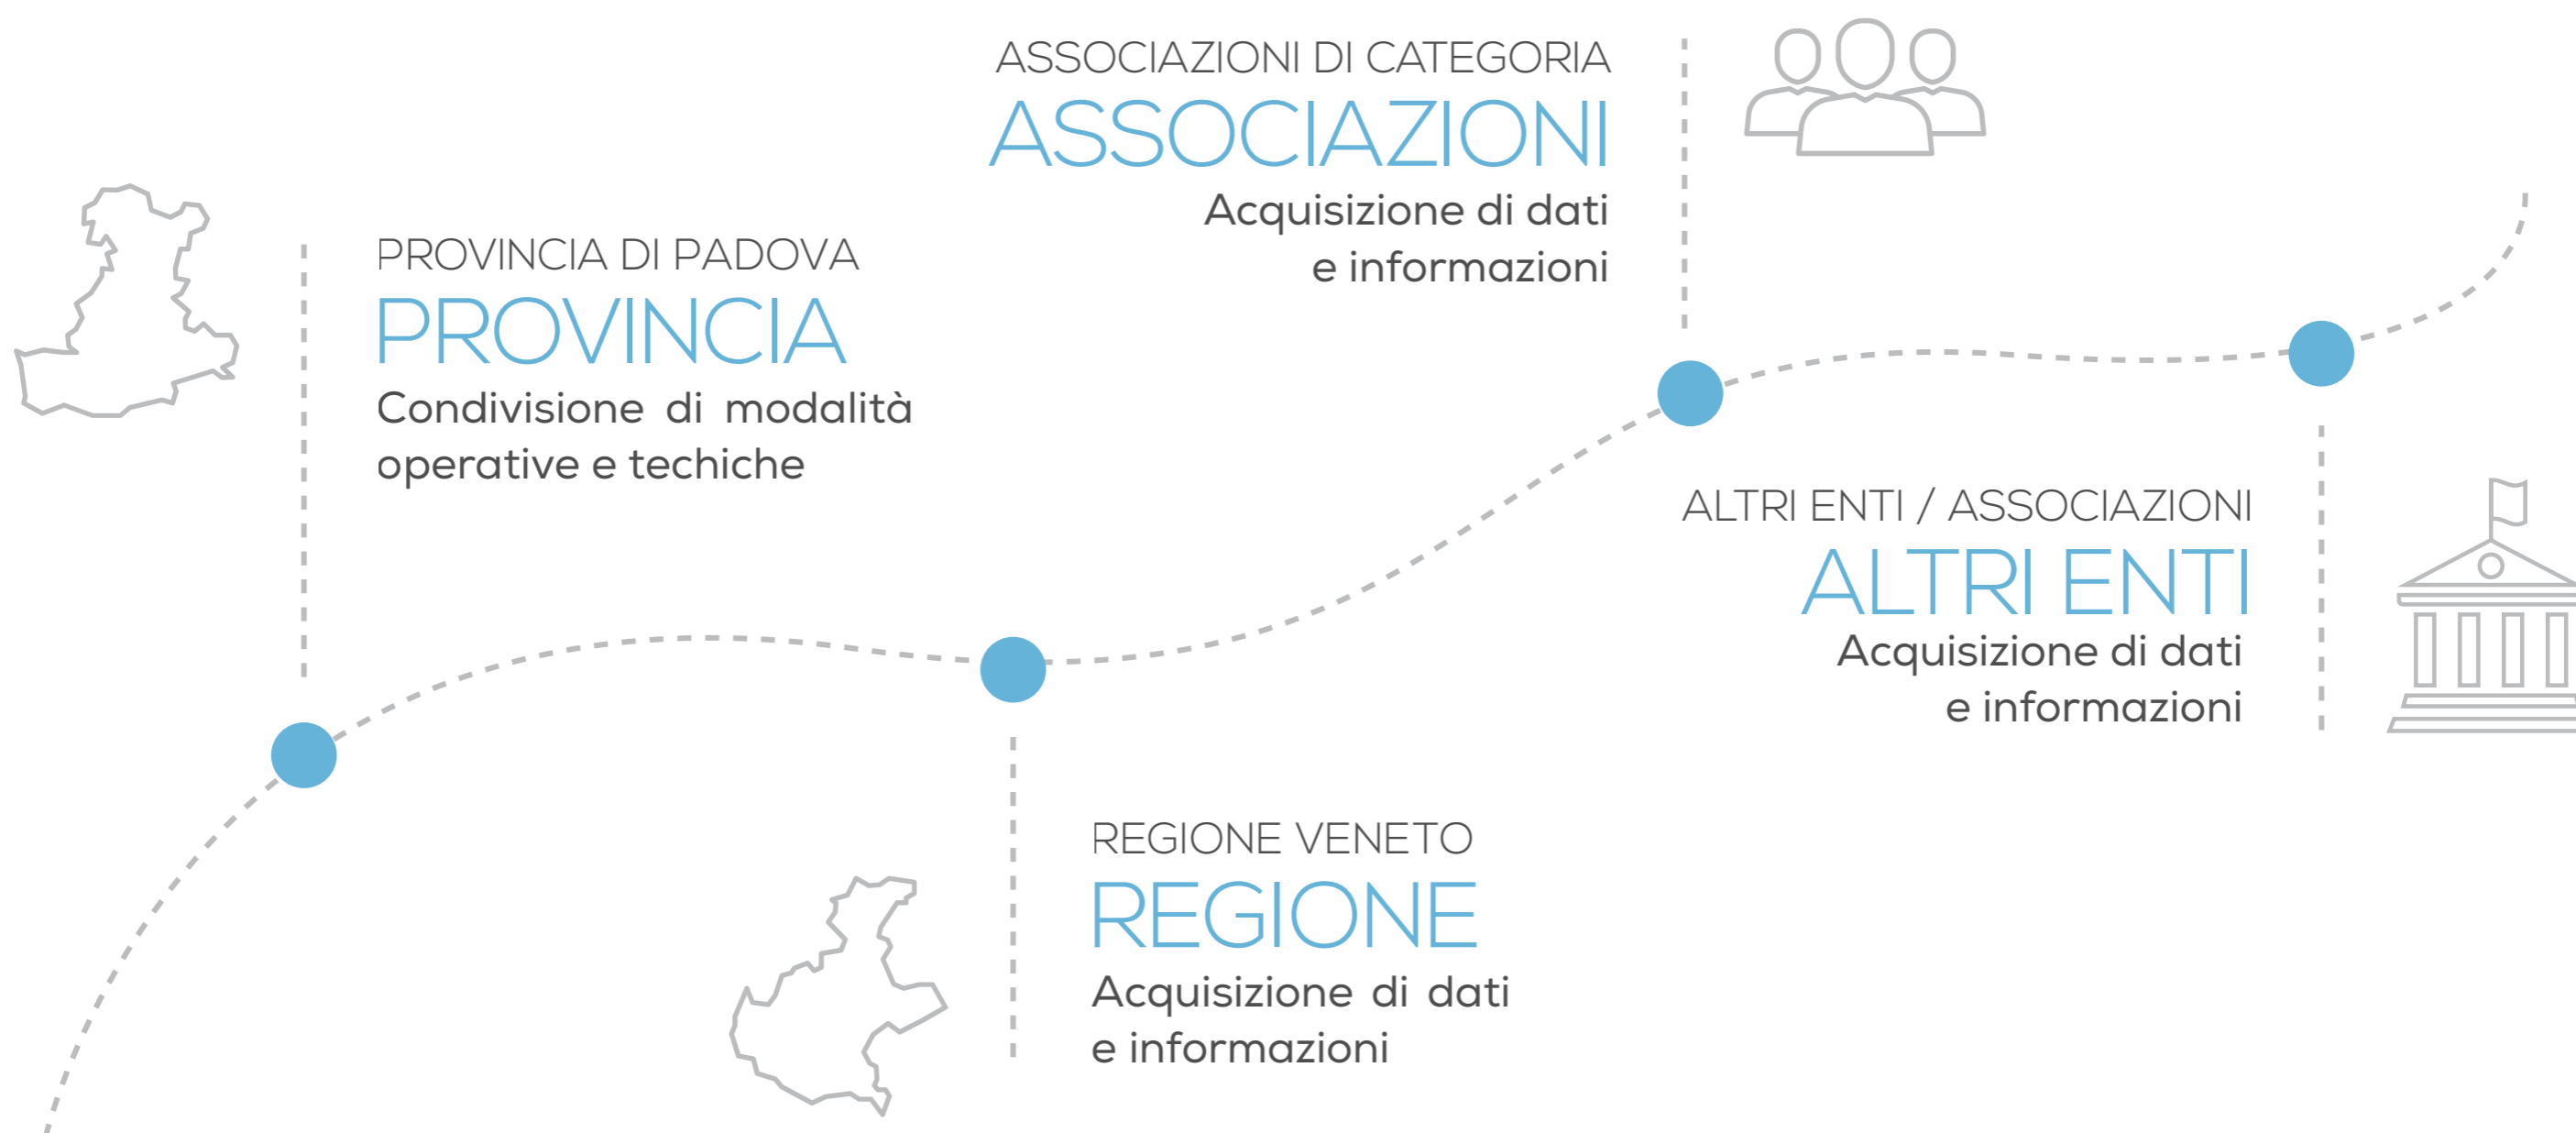 PROVINCIA DI PADOVA
PROVINCIA
Condivisione di modalità
operative e techiche
REGIONE VENETO
REGIONE
Acquisizione di dati
e informazioni
ASSOCIAZIONI DI CATEGORIA
ASSOCIAZIONI
Acquisizione di dati
e informazioni
ALTRI ENTI / ASSOCIAZIONI
ALTRI ENTI
Acquisizione di dati
e informazioni